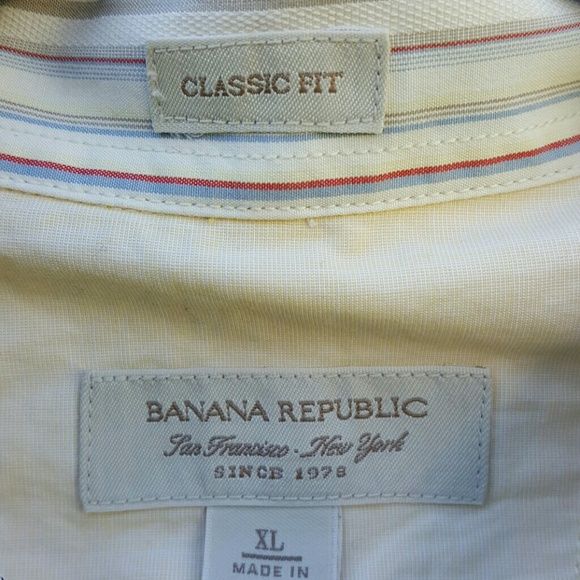 CLASSIC FIT
BANANA REPUBLIC
San Francisco - New York
SINCE 1978
XL
MADE IN